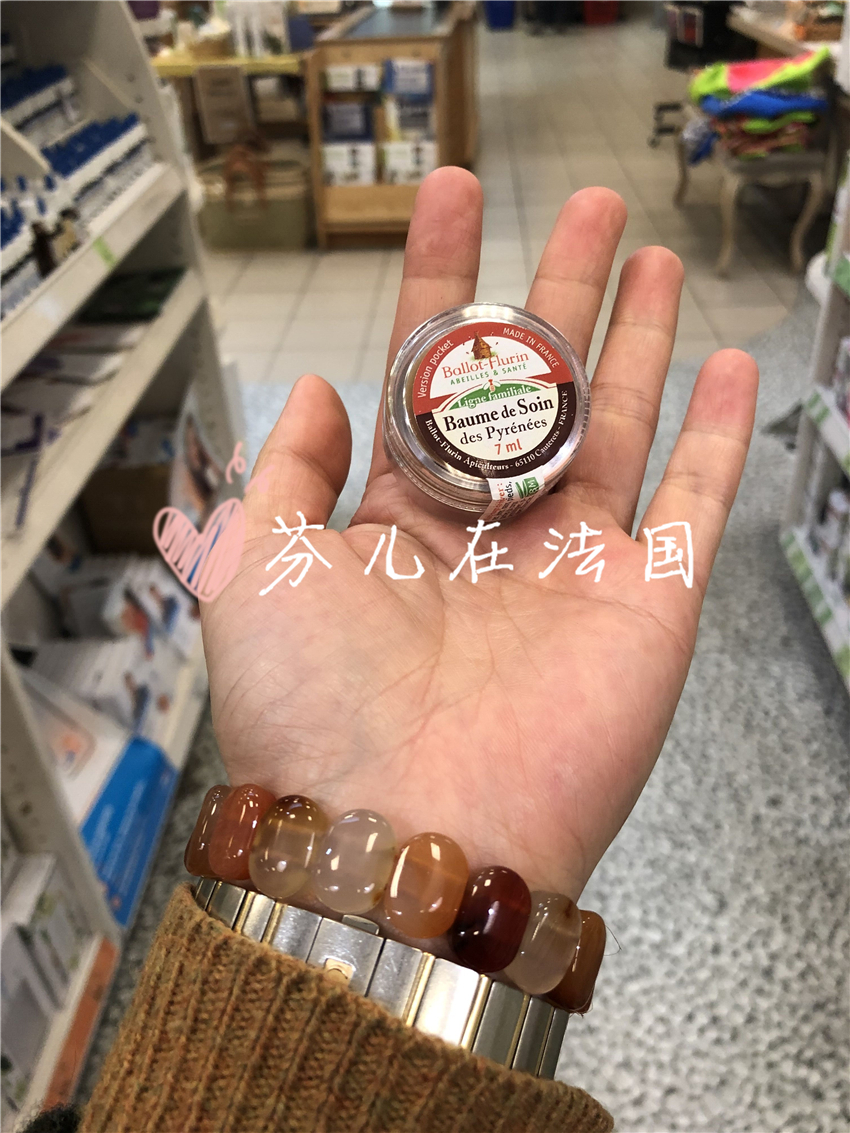 Version pocket
MADE IN FRANCE
Ballot-Flurin
ABEILLES & SANTÉ
Ligne familiale
Baume de Soin
des Pyrénées
7 ml
Ballot-Flurin Apiculteurs - 65110 Cauterets - FRANCE
芬儿在法国